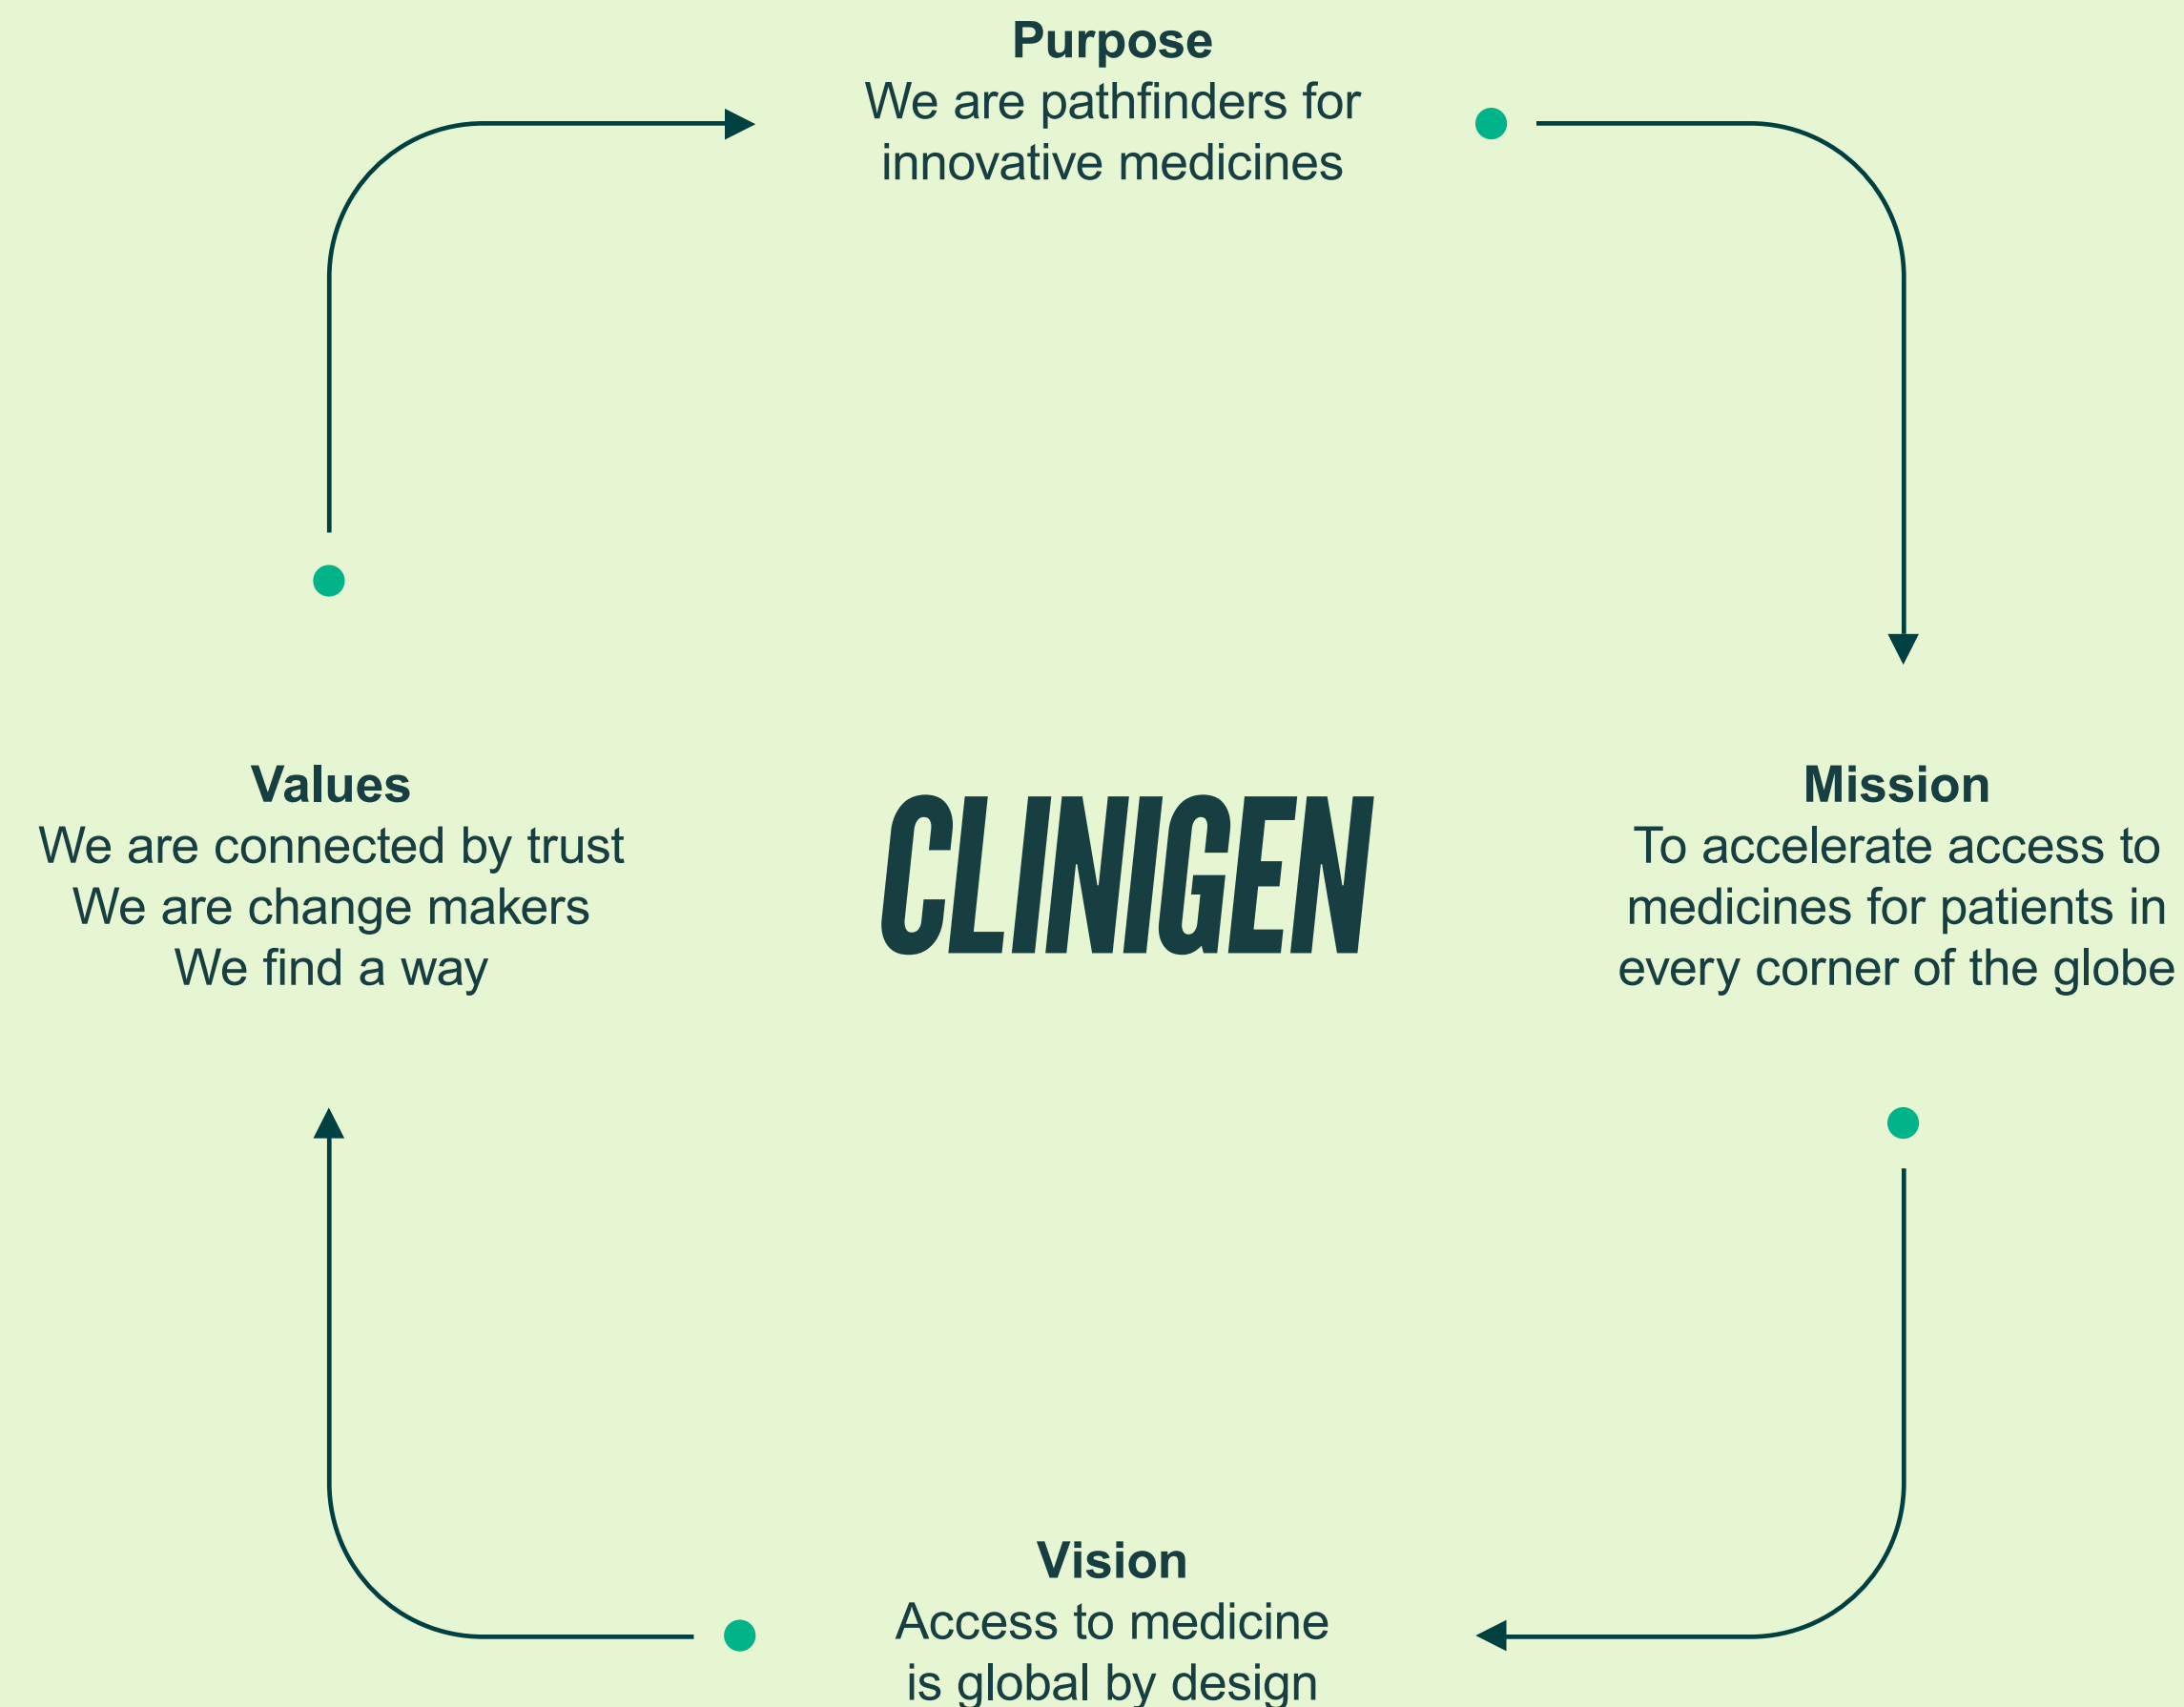 Purpose
We are pathfinders for
innovative medicines
Values
We are connected by trust
We are change makers
We find a way
CLINIGEN
Mission
To accelerate access to
medicines for patients in
every corner of the globe
Vision
Access to medicine
is global by design